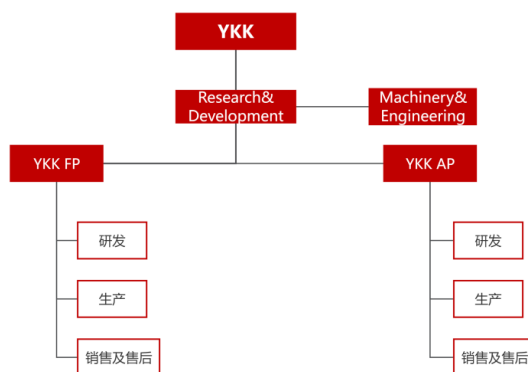 YKK
Research&
Development
Machinery&
Engineering
YKK FP
YKK AP
研发
研发
生产
生产
销售及售后
销售及售后